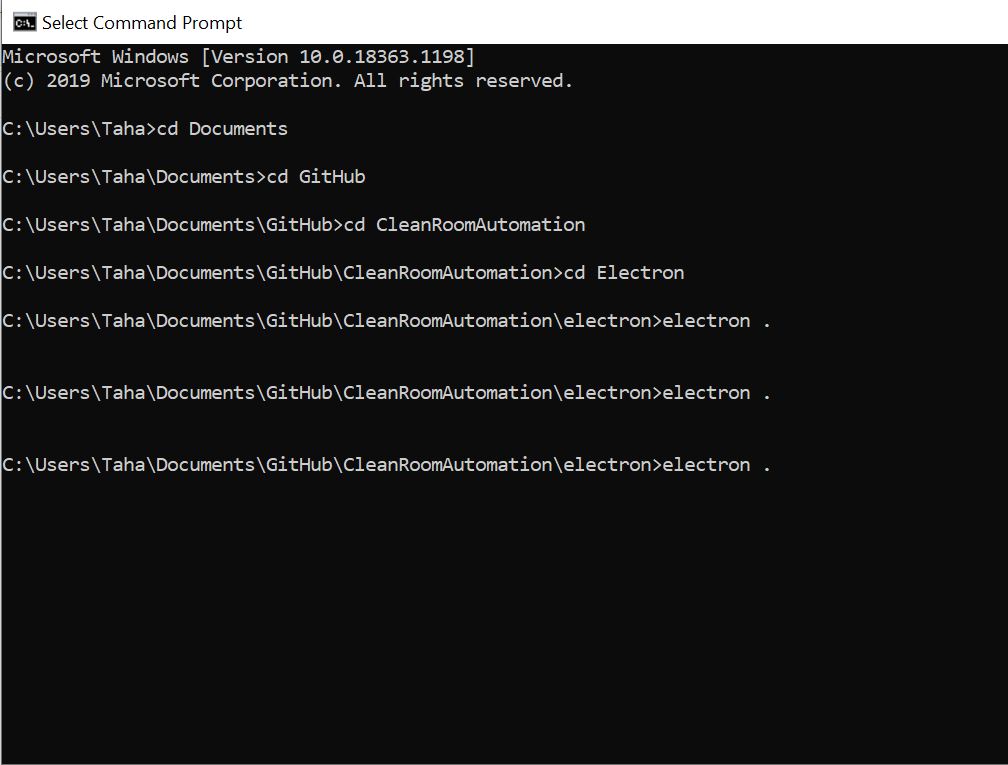 Select Command Prompt
Microsoft Windows [Version 10.0.18363.1198]
(c) 2019 Microsoft Corporation. All rights reserved.
C:\Users\Taha>cd Documents
C:\Users\Taha\Documents>cd GitHub
C:\Users\Taha\Documents\GitHub>cd CleanRoomAutomation
C:\Users\Taha\Documents\GitHub\CleanRoomAutomation>cd Electron
C:\Users\Taha\Documents\GitHub\CleanRoomAutomation\electron>electron .
C:\Users\Taha\Documents\GitHub\CleanRoomAutomation\electron>electron .
C:\Users\Taha\Documents\GitHub\CleanRoomAutomation\electron>electron .